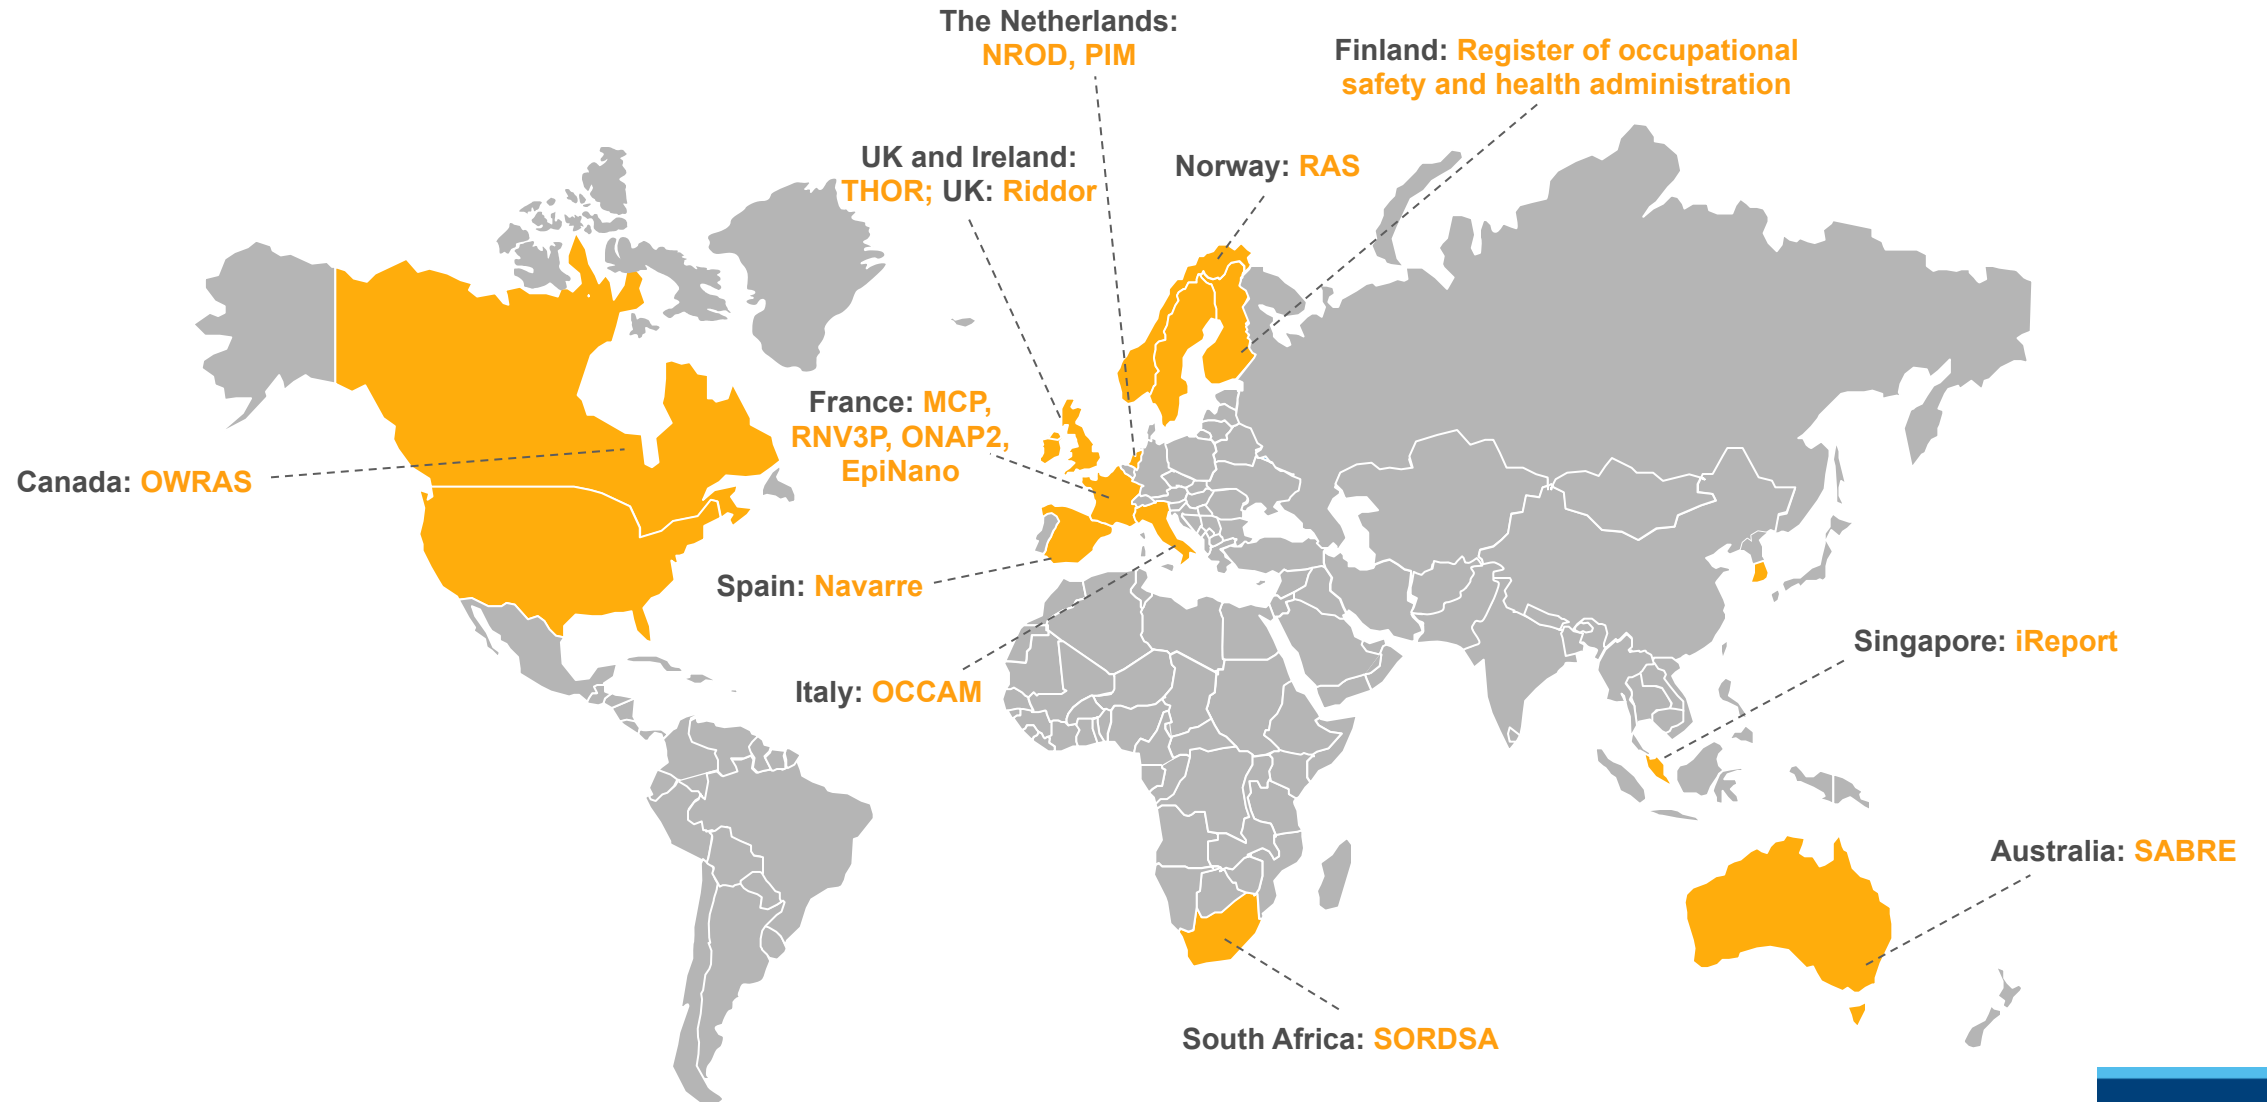 The Netherlands:
NROD, PIM
Finland: Register of occupational
safety and health administration
UK and Ireland:
THOR; UK: Riddor
Norway: RAS
France: MCP,
RNV3P, ONAP2,
EpiNano
Canada: OWRAS
Spain: Navarre
Singapore: iReport
Italy: OCCAM
Australia: SABRE
South Africa: SORDSA